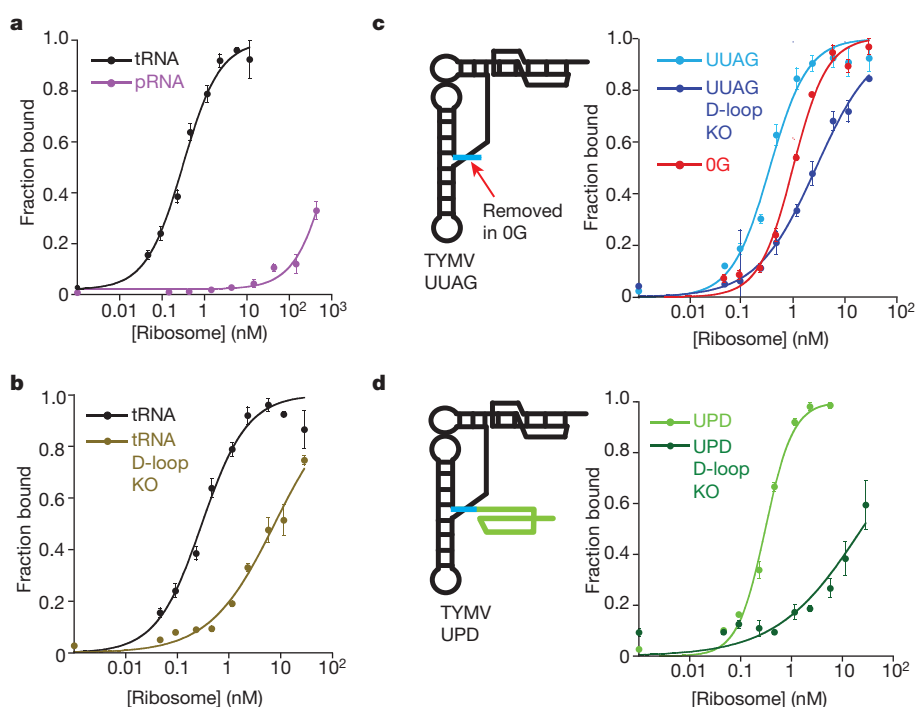 a
tRNA
pRNA
Fraction bound
1.0
0.8
0.6
0.4
0.2
0
0.01 0.1 1 10 10² 10³
[Ribosome] (nM)
b
tRNA
tRNA
D-loop
KO
Fraction bound
1.0
0.8
0.6
0.4
0.2
0
0.01 0.1 1 10 10²
[Ribosome] (nM)
c
Removed
in 0G
TYMV
UUAG
UUAG
UUAG
D-loop
KO
0G
Fraction bound
1.0
0.8
0.6
0.4
0.2
0
0.01 0.1 1 10 10²
[Ribosome] (nM)
d
TYMV
UPD
UPD
UPD
D-loop
KO
Fraction bound
1.0
0.8
0.6
0.4
0.2
0
0.01 0.1 1 10 10²
[Ribosome] (nM)